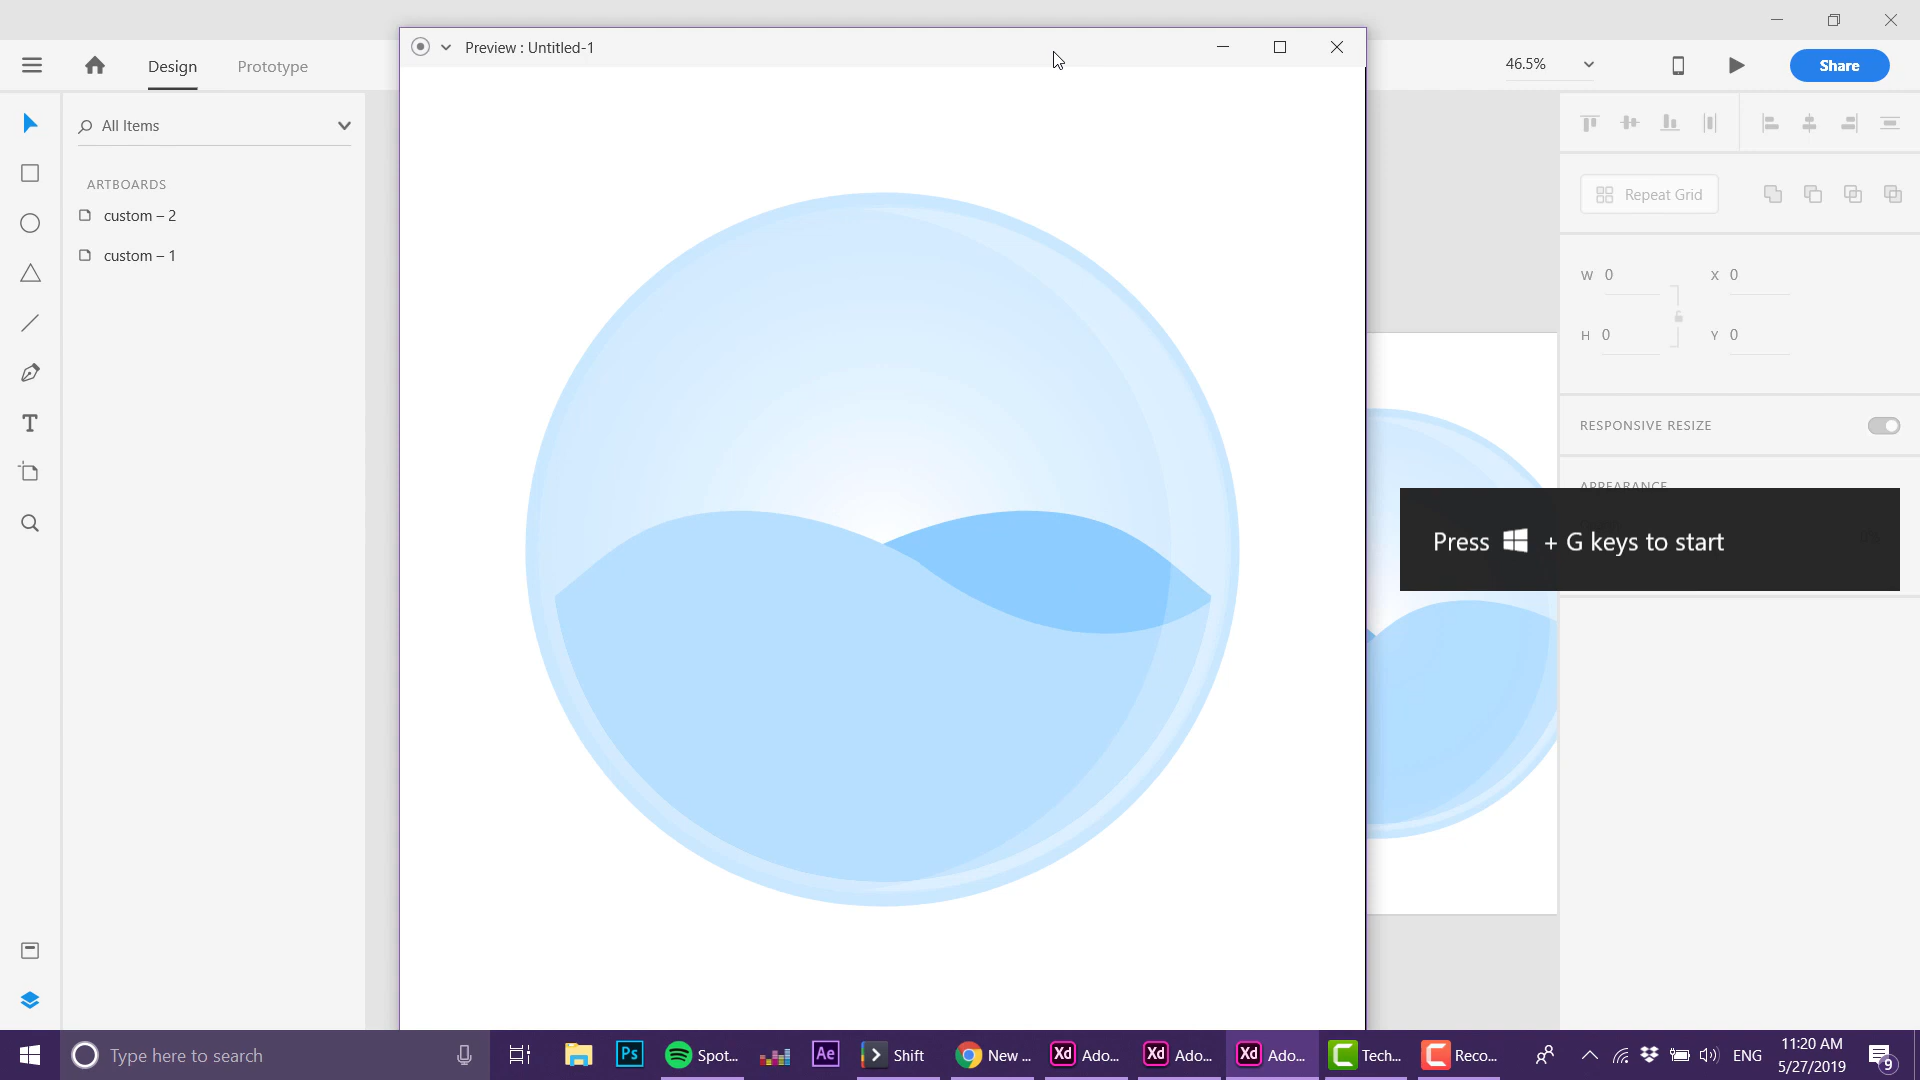 Preview : Untitled-1
Design
Prototype
46.5%
Share
All Items
ARTBOARDS
custom – 2
custom – 1
Repeat Grid
W 0
X 0
H 0
Y 0
RESPONSIVE RESIZE
APPEARANCE
Press + G keys to start
Type here to search
Ps
Spot...
Ae
Shift
New ...
Xd
Ado...
Xd
Ado...
Xd
Ado...
Tech...
Reco...
ENG
11:20 AM
5/27/2019
9